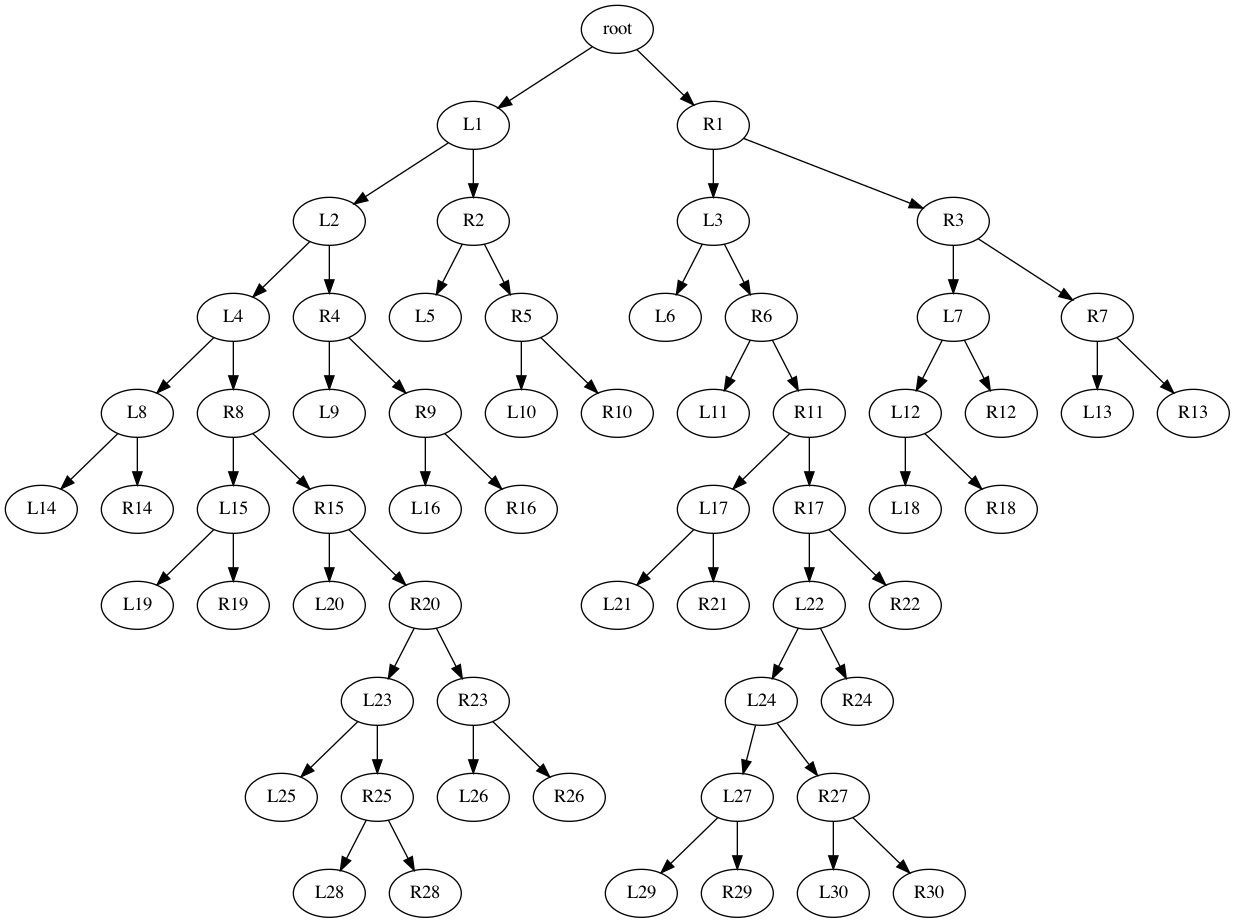 root
L1 R1
L2 R2 L3 R3
L4 R4 L5 R5 L6 R6 L7 R7
L8 R8 L9 R9 L10 R10 L11 R11 L12 R12 L13 R13
L14 R14 L15 R15 L16 R16 L17 R17 L18 R18
L19 R19 L20 R20 L21 R21 L22 R22
L23 R23 L24 R24
L25 R25 L26 R26 L27 R27
L28 R28 L29 R29 L30 R30